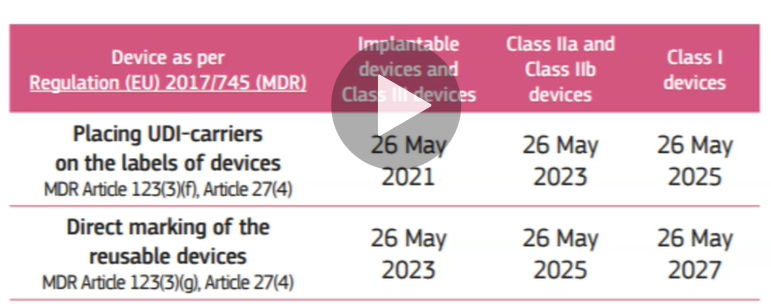 Device as per
Regulation (EU) 2017/745 (MDR)
Implantable
devices and
Class III devices
Class IIa and
Class IIb
devices
Class I
devices
Placing UDI-carriers
on the labels of devices
MDR Article 123(3)(f), Article 27(4)
26 May
2021
26 May
2023
26 May
2025
Direct marking of the
reusable devices
MDR Article 123(3)(g), Article 27(4)
26 May
2023
26 May
2025
26 May
2027